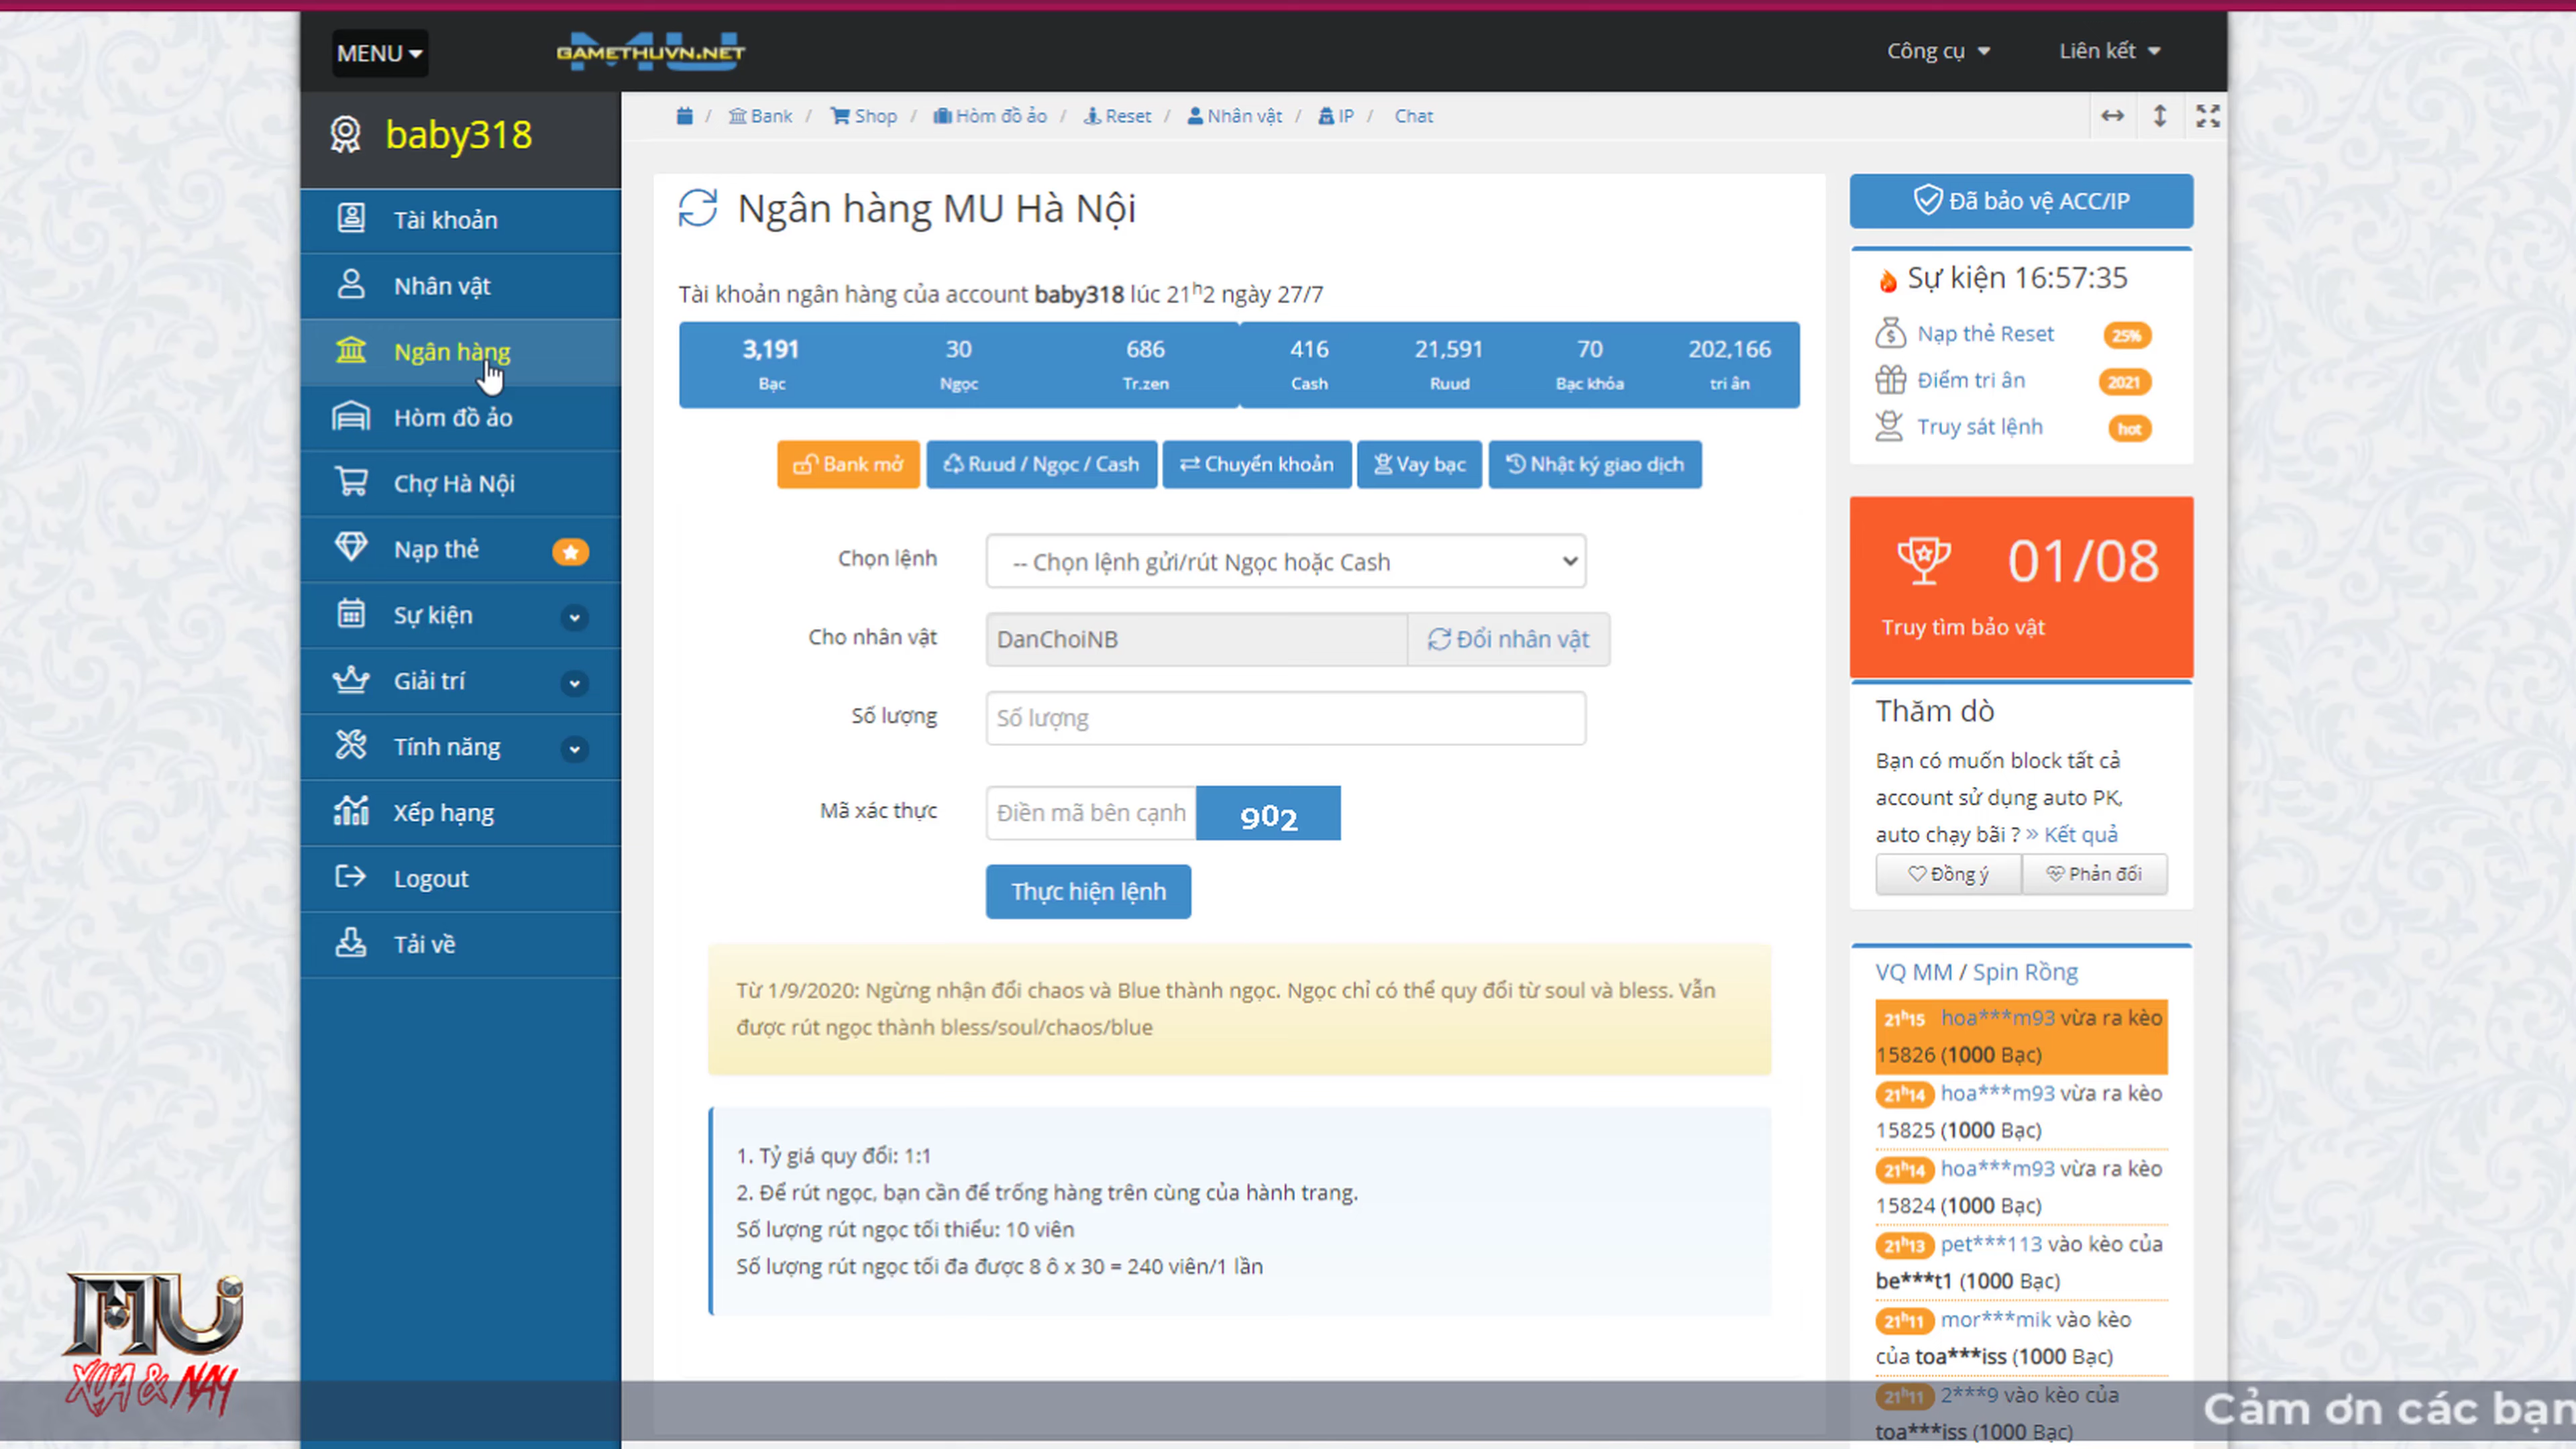 MENU
GAMETHUVN.NET
Công cụ
Liên kết
baby318
/ Bank / Shop / Hòm đồ ảo / Reset / Nhân vật / IP / Chat
Tài khoản
Nhân vật
Ngân hàng
Hòm đồ ảo
Chợ Hà Nội
Nạp thẻ
Sự kiện
Giải trí
Tính năng
Xếp hạng
Logout
Tải về
Ngân hàng MU Hà Nội
Tài khoản ngân hàng của account baby318 lúc 21h2 ngày 27/7
3,191 30 686 416 21,591 70 202,166
Bạc Ngọc Tr.zen Cash Ruud Bạc khóa tri ân
Bank mở Ruud / Ngọc / Cash Chuyển khoản Vay bạc Nhật ký giao dịch
Chọn lệnh -- Chọn lệnh gửi/rút Ngọc hoặc Cash
Cho nhân vật DanChoiNB Đổi nhân vật
Số lượng Số lượng
Mã xác thực Điền mã bên cạnh 902
Thực hiện lệnh
Từ 1/9/2020: Ngừng nhận đổi chaos và Blue thành ngọc. Ngọc chỉ có thể quy đổi từ soul và bless. Vẫn
được rút ngọc thành bless/soul/chaos/blue
1. Tỷ giá quy đổi: 1:1
2. Để rút ngọc, bạn cần để trống hàng trên cùng của hành trang.
Số lượng rút ngọc tối thiểu: 10 viên
Số lượng rút ngọc tối đa được 8 ô x 30 = 240 viên/1 lần
Đã bảo vệ ACC/IP
Sự kiện 16:57:35
Nạp thẻ Reset 25%
Điểm tri ân 2021
Truy sát lệnh hot
01/08
Truy tìm bảo vật
Thăm dò
Bạn có muốn block tất cả
account sử dụng auto PK,
auto chạy bãi ? » Kết quả
Đồng ý Phản đối
VQ MM / Spin Rồng
21h15 hoa***m93 vừa ra kèo
15826 (1000 Bạc)
21h14 hoa***m93 vừa ra kèo
15825 (1000 Bạc)
21h14 hoa***m93 vừa ra kèo
15824 (1000 Bạc)
21h13 pet***113 vào kèo của
be***t1 (1000 Bạc)
21h11 mor***mik vào kèo
của toa***iss (1000 Bạc)
21h11 2***9 vào kèo của
toa***iss (1000 Bạc)
MU
XƯA & NAY
Cảm ơn các bạn